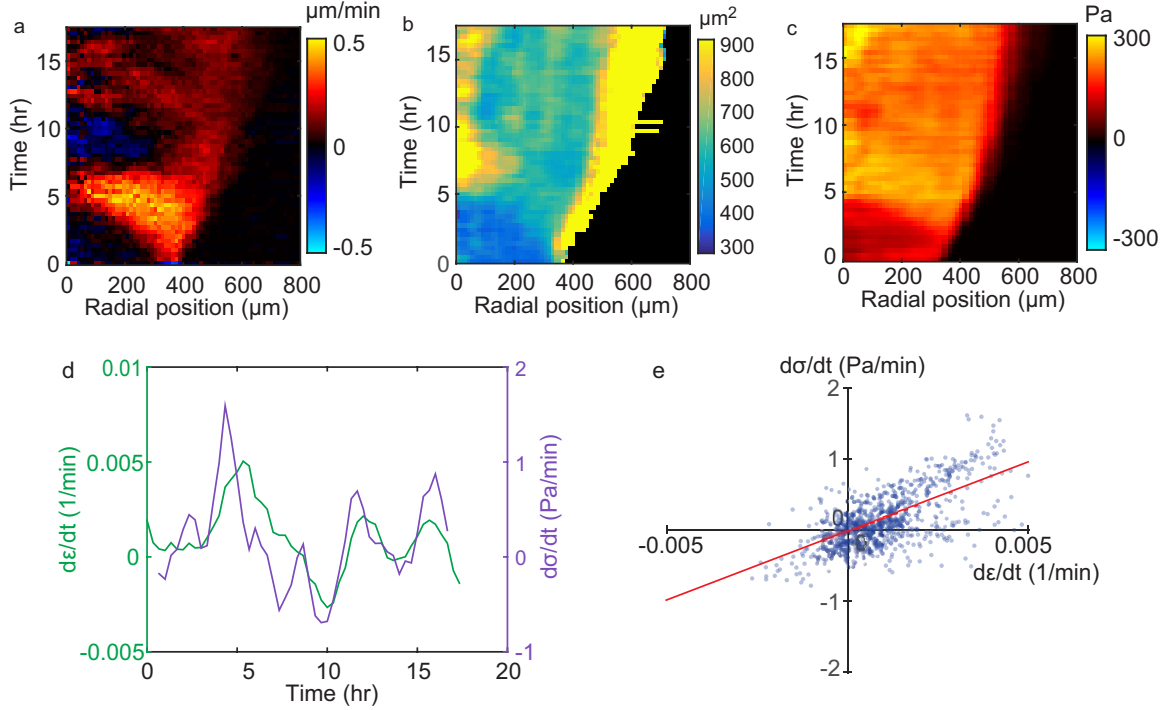 a
µm/min
b
µm²
c
Pa
15
10
5
0
Time (hr)
0 200 400 600 800
Radial position (µm)
0.5
0
-0.5
15
10
5
0
Time (hr)
0 200 400 600 800
Radial position (µm)
900
800
700
600
500
400
300
15
10
5
0
Time (hr)
0 200 400 600 800
Radial position (µm)
300
0
-300
d
0.01
0.005
0
-0.005
dε/dt (1/min)
2
1
0
-1
dσ/dt (Pa/min)
0 5 10 15 20
Time (hr)
e
dσ/dt (Pa/min)
2
1
0
-1
-2
-0.005
0
0.005
dε/dt (1/min)